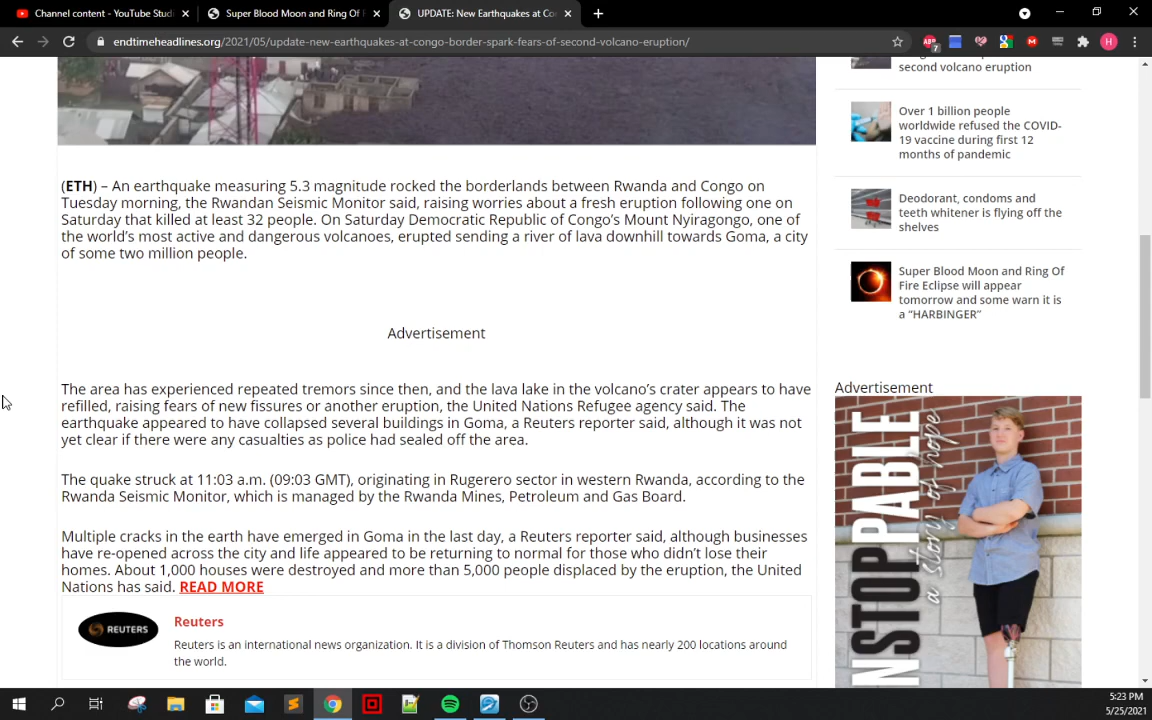 Channel content - YouTube Studi
Super Blood Moon and Ring Of F
UPDATE: New Earthquakes at Co
endtimeheadlines.org/2021/05/update-new-earthquakes-at-congo-border-spark-fears-of-second-volcano-eruption/
7
H
second volcano eruption
Over 1 billion people
worldwide refused the COVID-
19 vaccine during first 12
months of pandemic
(ETH) – An earthquake measuring 5.3 magnitude rocked the borderlands between Rwanda and Congo on
Tuesday morning, the Rwandan Seismic Monitor said, raising worries about a fresh eruption following one on
Saturday that killed at least 32 people. On Saturday Democratic Republic of Congo's Mount Nyiragongo, one of
the world's most active and dangerous volcanoes, erupted sending a river of lava downhill towards Goma, a city
of some two million people.
Deodorant, condoms and
teeth whitener is flying off the
shelves
Super Blood Moon and Ring Of
Fire Eclipse will appear
tomorrow and some warn it is
a "HARBINGER"
Advertisement
The area has experienced repeated tremors since then, and the lava lake in the volcano's crater appears to have
refilled, raising fears of new fissures or another eruption, the United Nations Refugee agency said. The
earthquake appeared to have collapsed several buildings in Goma, a Reuters reporter said, although it was not
yet clear if there were any casualties as police had sealed off the area.
The quake struck at 11:03 a.m. (09:03 GMT), originating in Rugerero sector in western Rwanda, according to the
Rwanda Seismic Monitor, which is managed by the Rwanda Mines, Petroleum and Gas Board.
Multiple cracks in the earth have emerged in Goma in the last day, a Reuters reporter said, although businesses
have re-opened across the city and life appeared to be returning to normal for those who didn't lose their
homes. About 1,000 houses were destroyed and more than 5,000 people displaced by the eruption, the United
Nations has said. READ MORE
REUTERS
Reuters
Reuters is an international news organization. It is a division of Thomson Reuters and has nearly 200 locations around
the world.
Advertisement
NSTOPPABLE
a story of hope
5:23 PM
5/25/2021